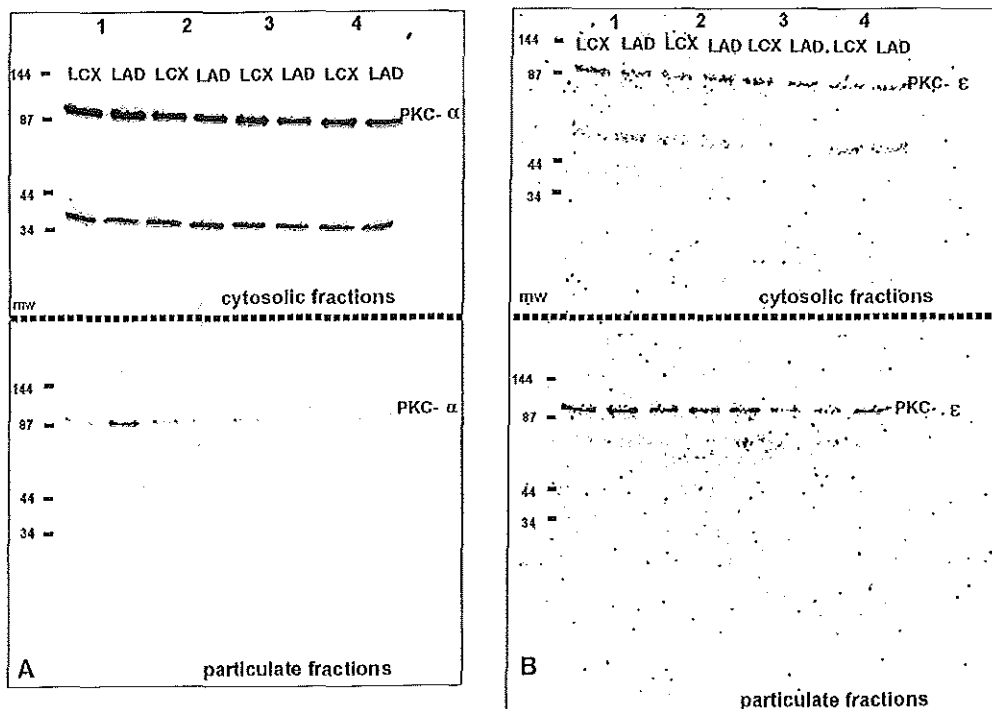 1 2 3 4
144 LCX LAD LCX LAD LCX LAD LCX LAD
87 PKC- α
44
34
mw cytosolic fractions
144
PKC- α
87
44
34
A particulate fractions
1 2 3 4
144 LCX LAD LCX LAD LCX LAD. LCX LAD
87 PKC- ε
44
34
mw cytosolic fractions
144
87 PKC- ε
44
34
B particulate fractions